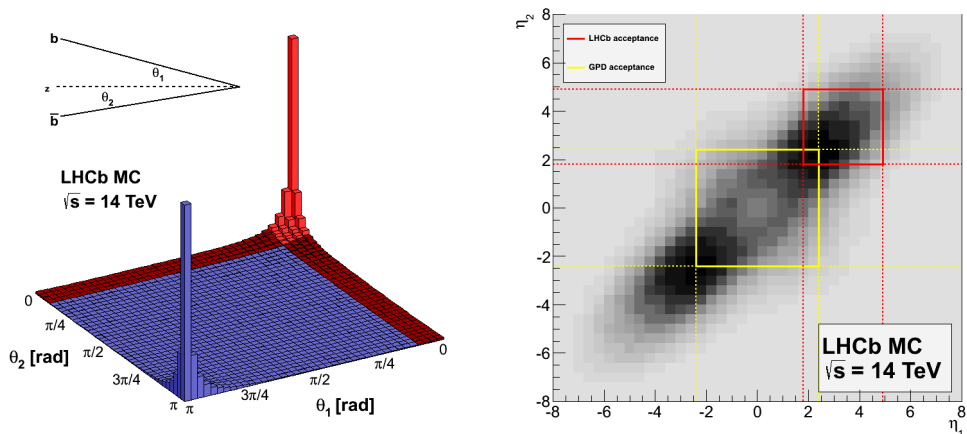 b
θ1
z
θ2
b̅
LHCb MC
√s = 14 TeV
0
π/4
π/2
3π/4
π
θ2 [rad]
π
3π/4
π/2
π/4
0
θ1 [rad]
η2
8
6
4
2
0
-2
-4
-6
-8
LHCb acceptance
GPD acceptance
LHCb MC
√s = 14 TeV
-8 -6 -4 -2 0 2 4 6 8
η1